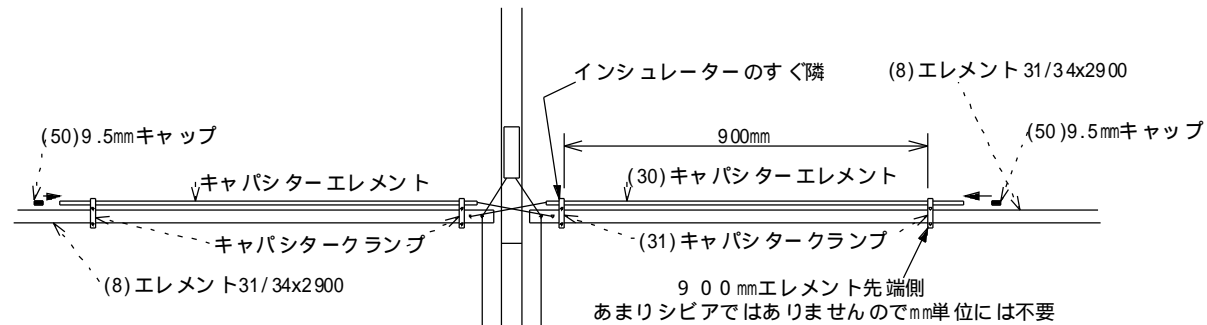 インシュレーターのすぐ隣
(8)エレメント31/34x2900
(50)9.5mmキャップ
900mm
(50)9.5mmキャップ
キャパシターエレメント
(30)キャパシターエレメント
キャパシタークランプ
(31)キャパシタークランプ
(8)エレメント31/34x2900
９００mmエレメント先端側
あまりシビアではありませんのでmm単位には不要